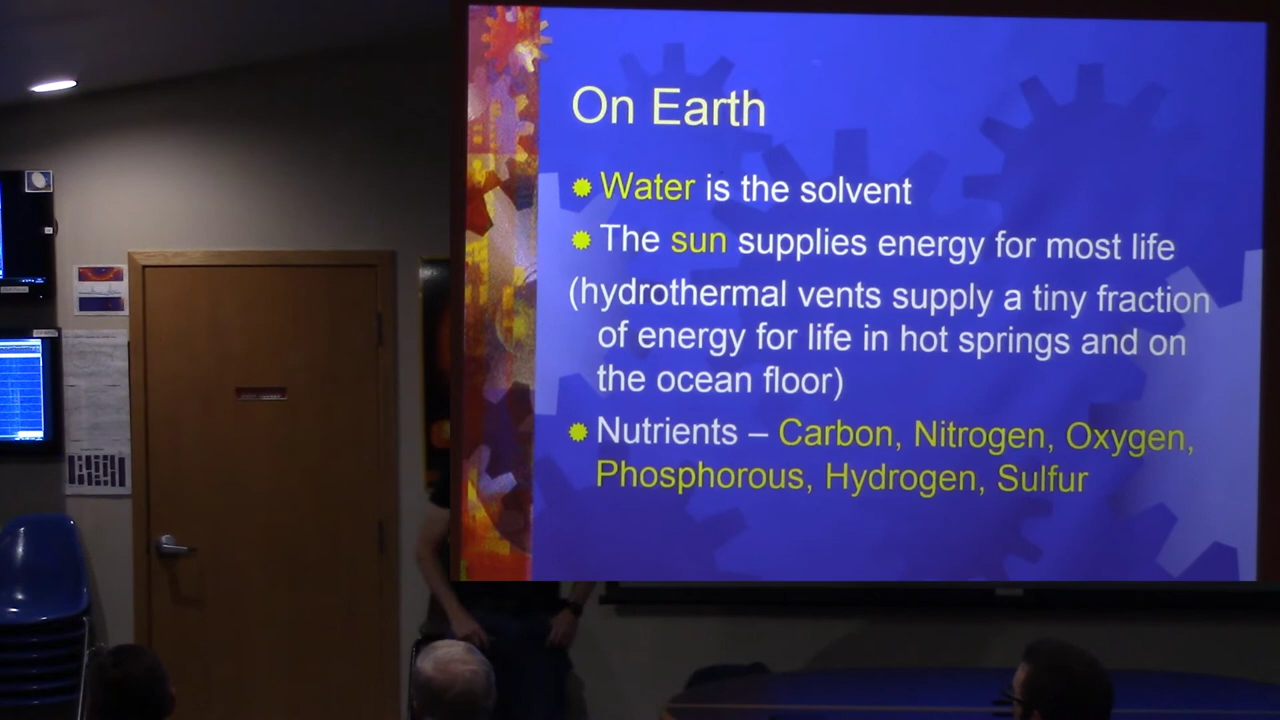 On Earth
Water is the solvent
The sun supplies energy for most life
(hydrothermal vents supply a tiny fraction
of energy for life in hot springs and on
the ocean floor)
Nutrients – Carbon, Nitrogen, Oxygen,
Phosphorous, Hydrogen, Sulfur